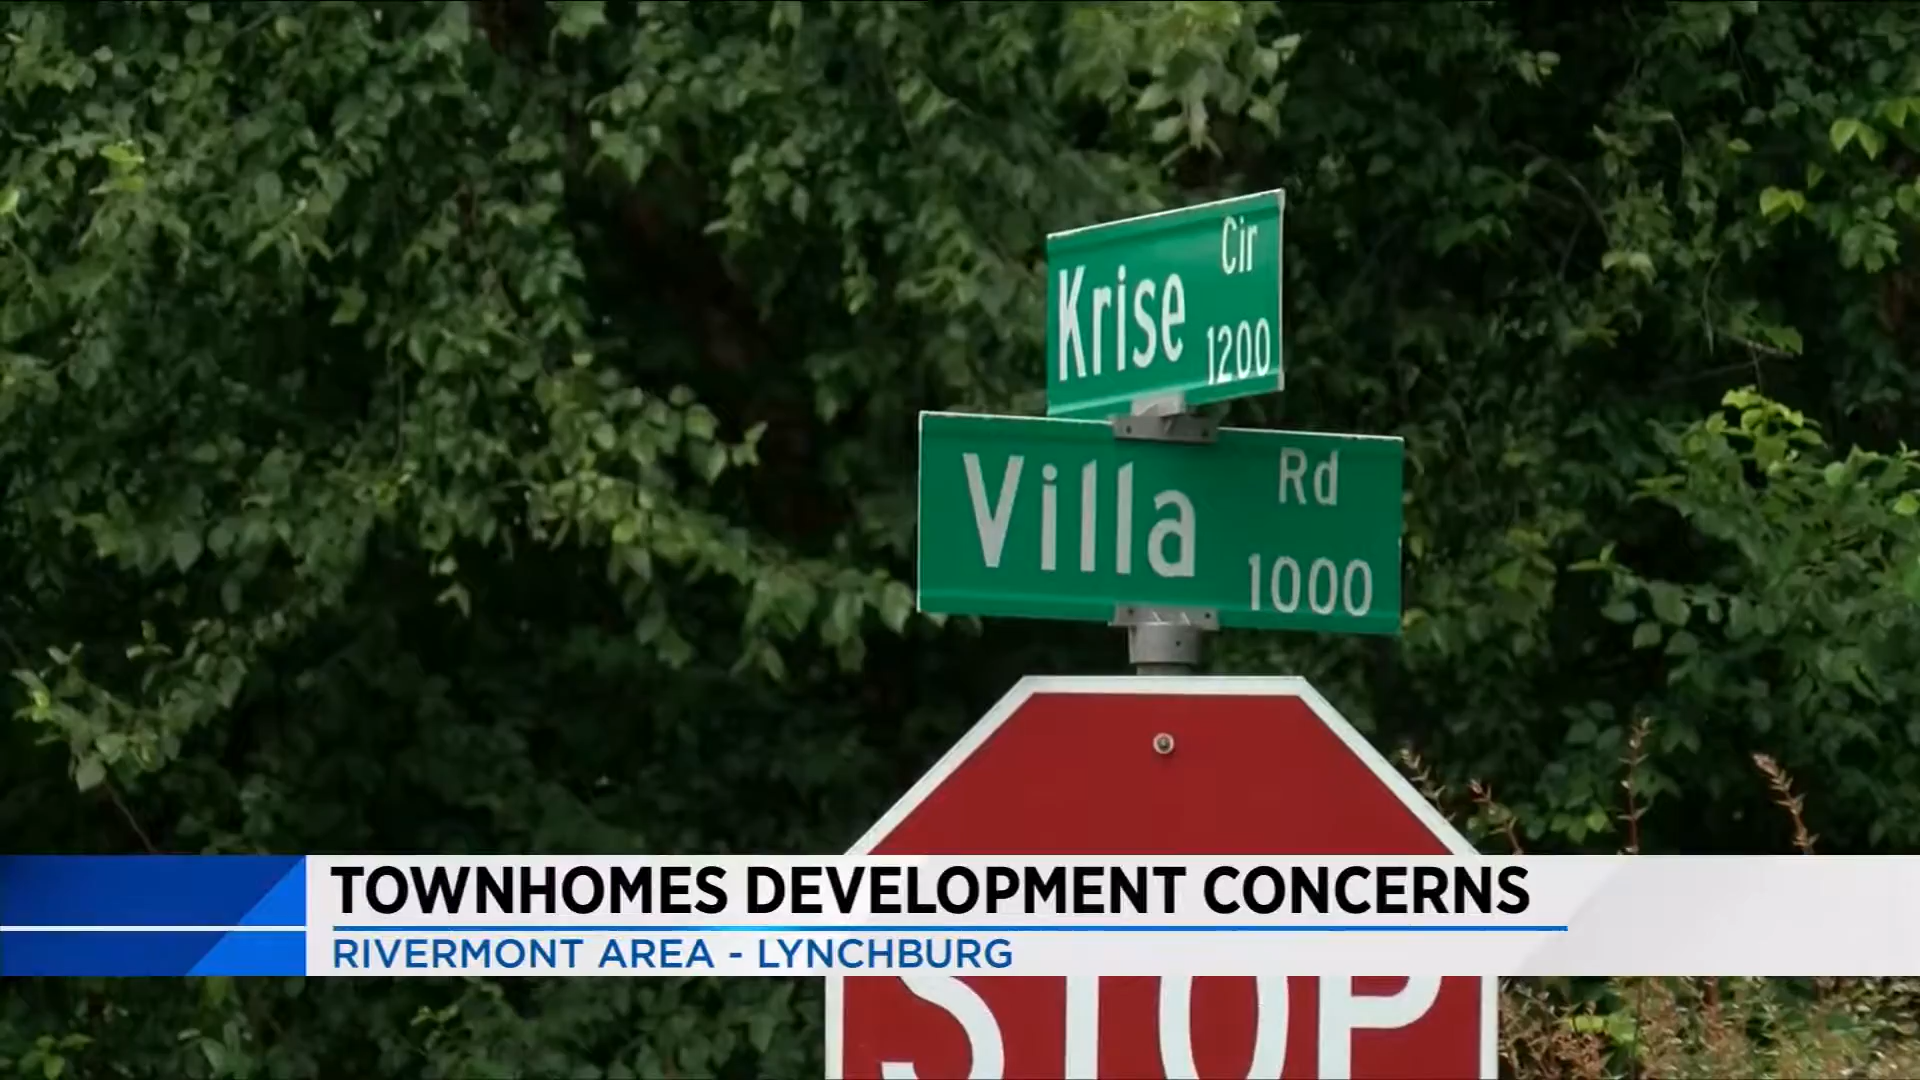 Cir
Krise
1200
Rd
Villa
1000
TOWNHOMES DEVELOPMENT CONCERNS
RIVERMONT AREA - LYNCHBURG
STOP